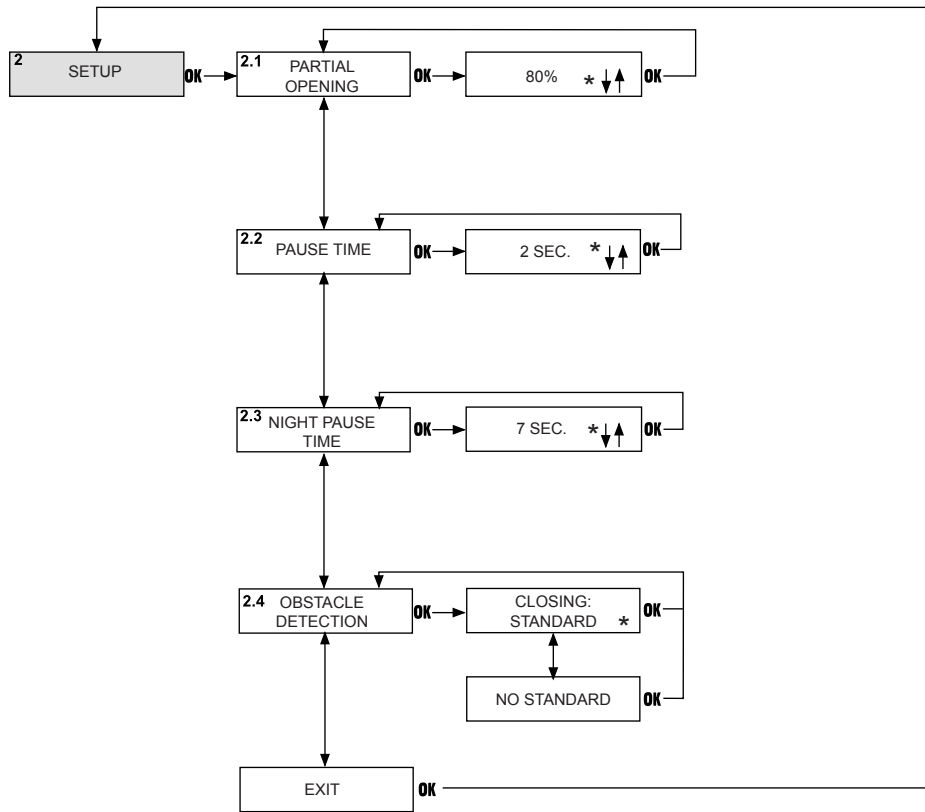 2 SETUP OK
2.1 PARTIAL
OPENING OK
80% * OK
2.2 PAUSE TIME OK
2 SEC. * OK
2.3 NIGHT PAUSE
TIME OK
7 SEC. * OK
2.4 OBSTACLE
DETECTION OK
CLOSING:
STANDARD * OK
NO STANDARD OK
EXIT OK